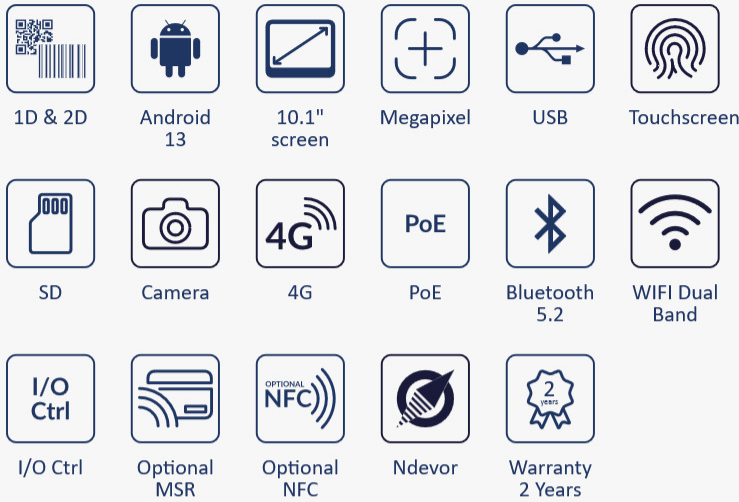 1D & 2D
Android
13
10.1"
screen
Megapixel
USB
Touchscreen
4G
PoE
SD
Camera
4G
PoE
Bluetooth
5.2
WIFI Dual
Band
I/O
Ctrl
OPTIONAL
NFC
2
years
I/O Ctrl
Optional
MSR
Optional
NFC
Ndevor
Warranty
2 Years